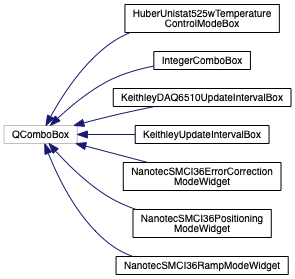 HuberUnistat525wTemperature
ControlModeBox
IntegerComboBox
KeithleyDAQ6510UpdateIntervalBox
QComboBox
KeithleyUpdateIntervalBox
NanotecSMCI36ErrorCorrection
ModeWidget
NanotecSMCI36Positioning
ModeWidget
NanotecSMCI36RampModeWidget